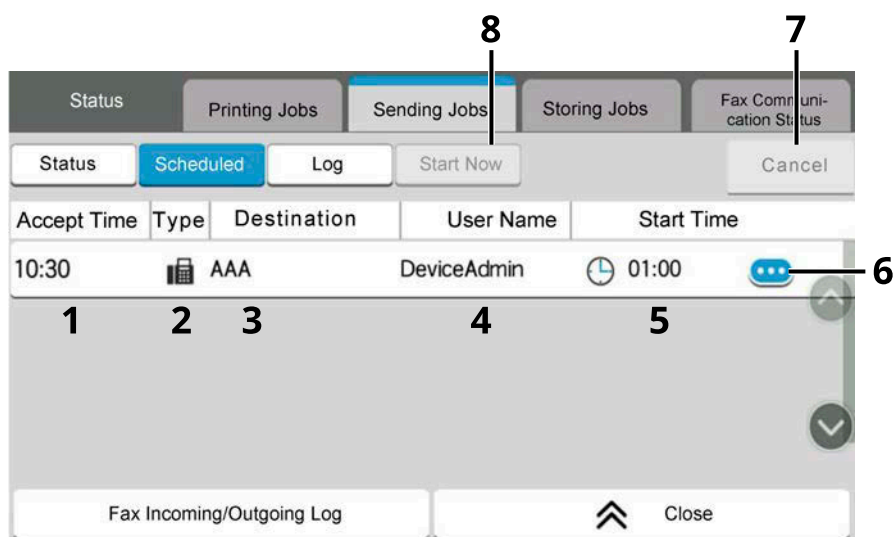 8 7
Status Printing Jobs Sending Jobs Storing Jobs Fax Communi-
cation Status
Status Scheduled Log Start Now Cancel
Accept Time Type Destination User Name Start Time
10:30 AAA DeviceAdmin 01:00 6
1 2 3 4 5
Fax Incoming/Outgoing Log Close